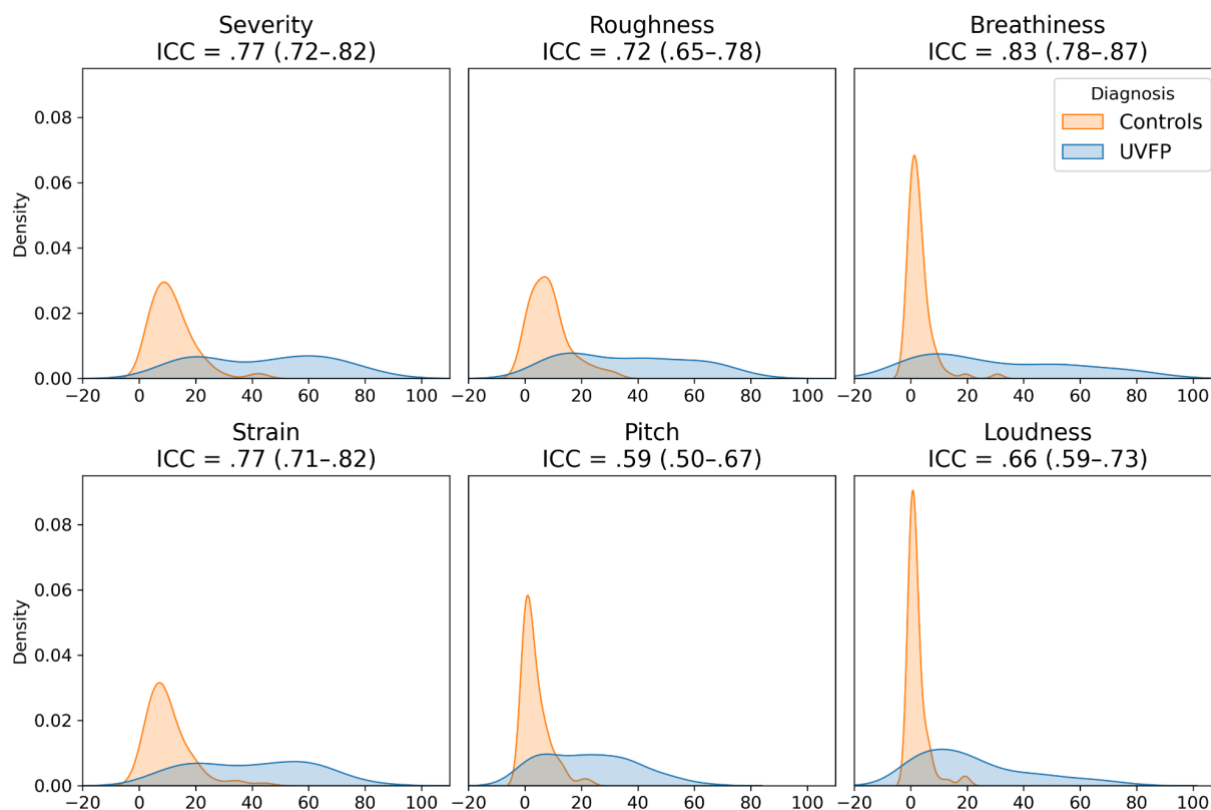 Severity
ICC = .77 (.72–.82)
Roughness
ICC = .72 (.65–.78)
Breathiness
ICC = .83 (.78–.87)
Density
0.08
0.06
0.04
0.02
0.00
−20 0 20 40 60 80 100
−20 0 20 40 60 80 100
−20 0 20 40 60 80 100
Diagnosis
Controls
UVFP
Strain
ICC = .77 (.71–.82)
Pitch
ICC = .59 (.50–.67)
Loudness
ICC = .66 (.59–.73)
Density
0.08
0.06
0.04
0.02
0.00
−20 0 20 40 60 80 100
−20 0 20 40 60 80 100
−20 0 20 40 60 80 100